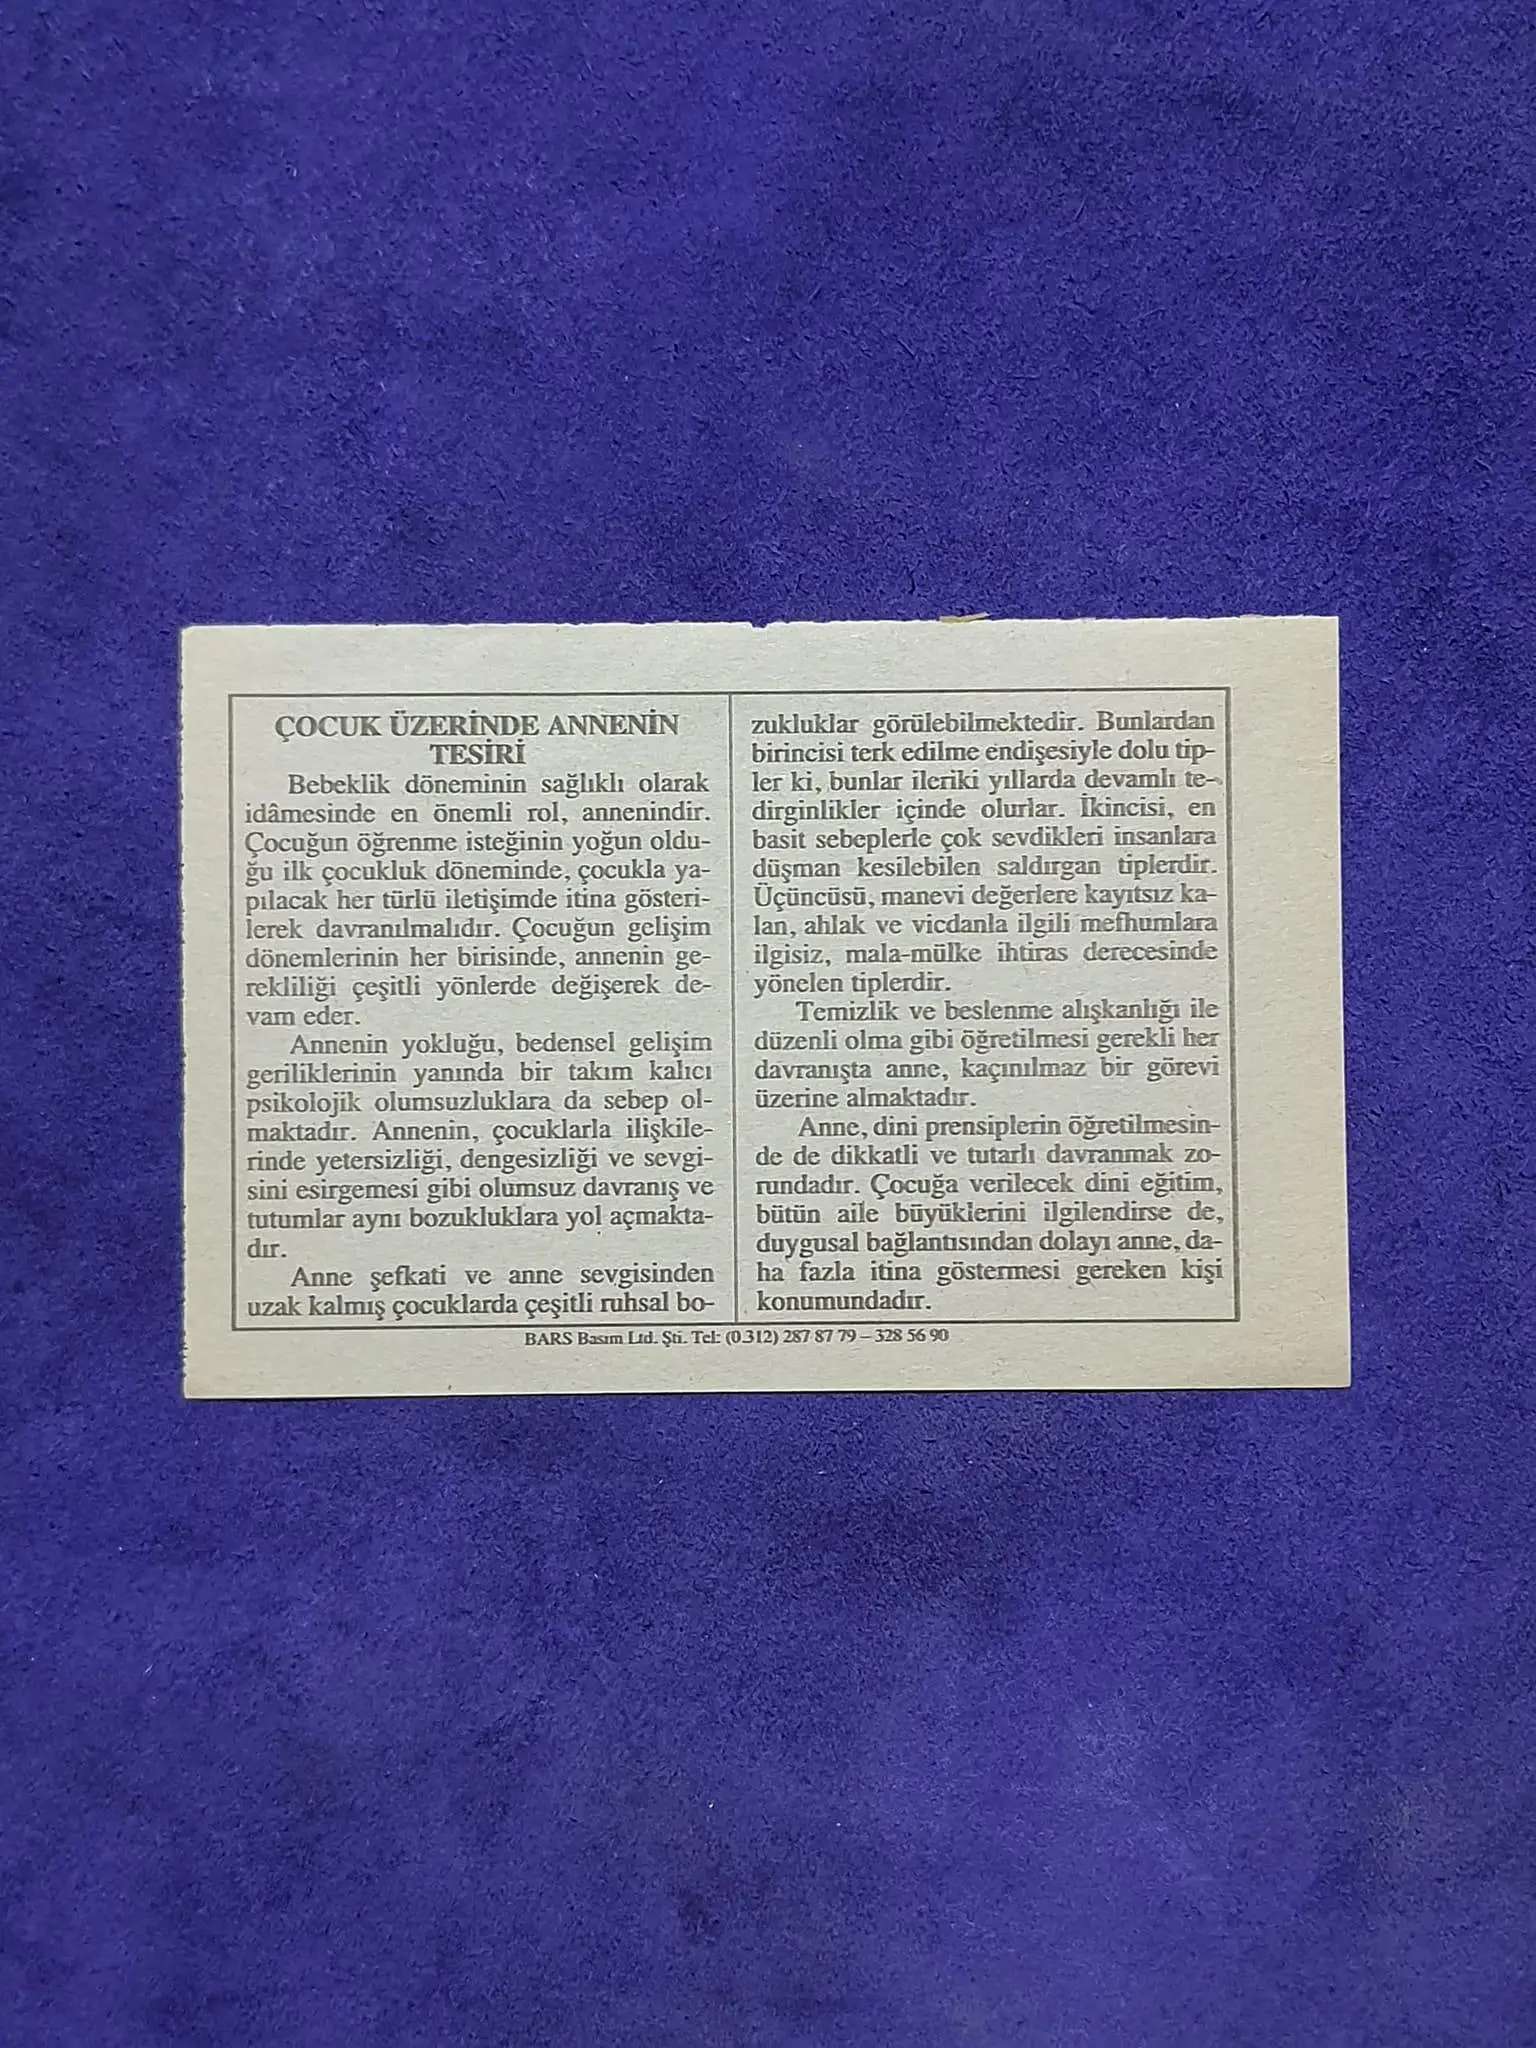 ÇOCUK ÜZERİNDE ANNENİN
TESİRİ
Bebeklik döneminin sağlıklı olarak
idâmesinde en önemli rol, annenindir.
Çocuğun öğrenme isteğinin yoğun oldu-
ğu ilk çocukluk döneminde, çocukla ya-
pılacak her türlü iletişimde itina gösteri-
lerek davranılmalıdır. Çocuğun gelişim
dönemlerinin her birisinde, annenin ge-
rekliliği çeşitli yönlerde değişerek de-
vam eder.
Annenin yokluğu, bedensel gelişim
geriliklerinin yanında bir takım kalıcı
psikolojik olumsuzluklara da sebep ol-
maktadır. Annenin, çocuklarla ilişkile-
rinde yetersizliği, dengesizliği ve sevgi-
sini esirgemesi gibi olumsuz davranış ve
tutumlar aynı bozukluklara yol açmakta-
dır.
Anne şefkati ve anne sevgisinden
uzak kalmış çocuklarda çeşitli ruhsal bo-
zukluklar görülebilmektedir. Bunlardan
birincisi terk edilme endişesiyle dolu tip-
ler ki, bunlar ileriki yıllarda devamlı te-
dirginlikler içinde olurlar. İkincisi, en
basit sebeplerle çok sevdikleri insanlara
düşman kesilebilen saldırgan tiplerdir.
Üçüncüsü, manevi değerlere kayıtsız ka-
lan, ahlak ve vicdanla ilgili mefhumlara
ilgisiz, mala-mülke ihtiras derecesinde
yönelen tiplerdir.
Temizlik ve beslenme alışkanlığı ile
düzenli olma gibi öğretilmesi gerekli her
davranışta anne, kaçınılmaz bir görevi
üzerine almaktadır.
Anne, dini prensiplerin öğretilmesin-
de de dikkatli ve tutarlı davranmak zo-
rundadır. Çocuğa verilecek dini eğitim,
bütün aile büyüklerini ilgilendirse de,
duygusal bağlantısından dolayı anne, da-
ha fazla itina göstermesi gereken kişi
konumundadır.
BARS Basım Ltd. Şti. Tel: (0.312) 287 87 79 – 328 56 90